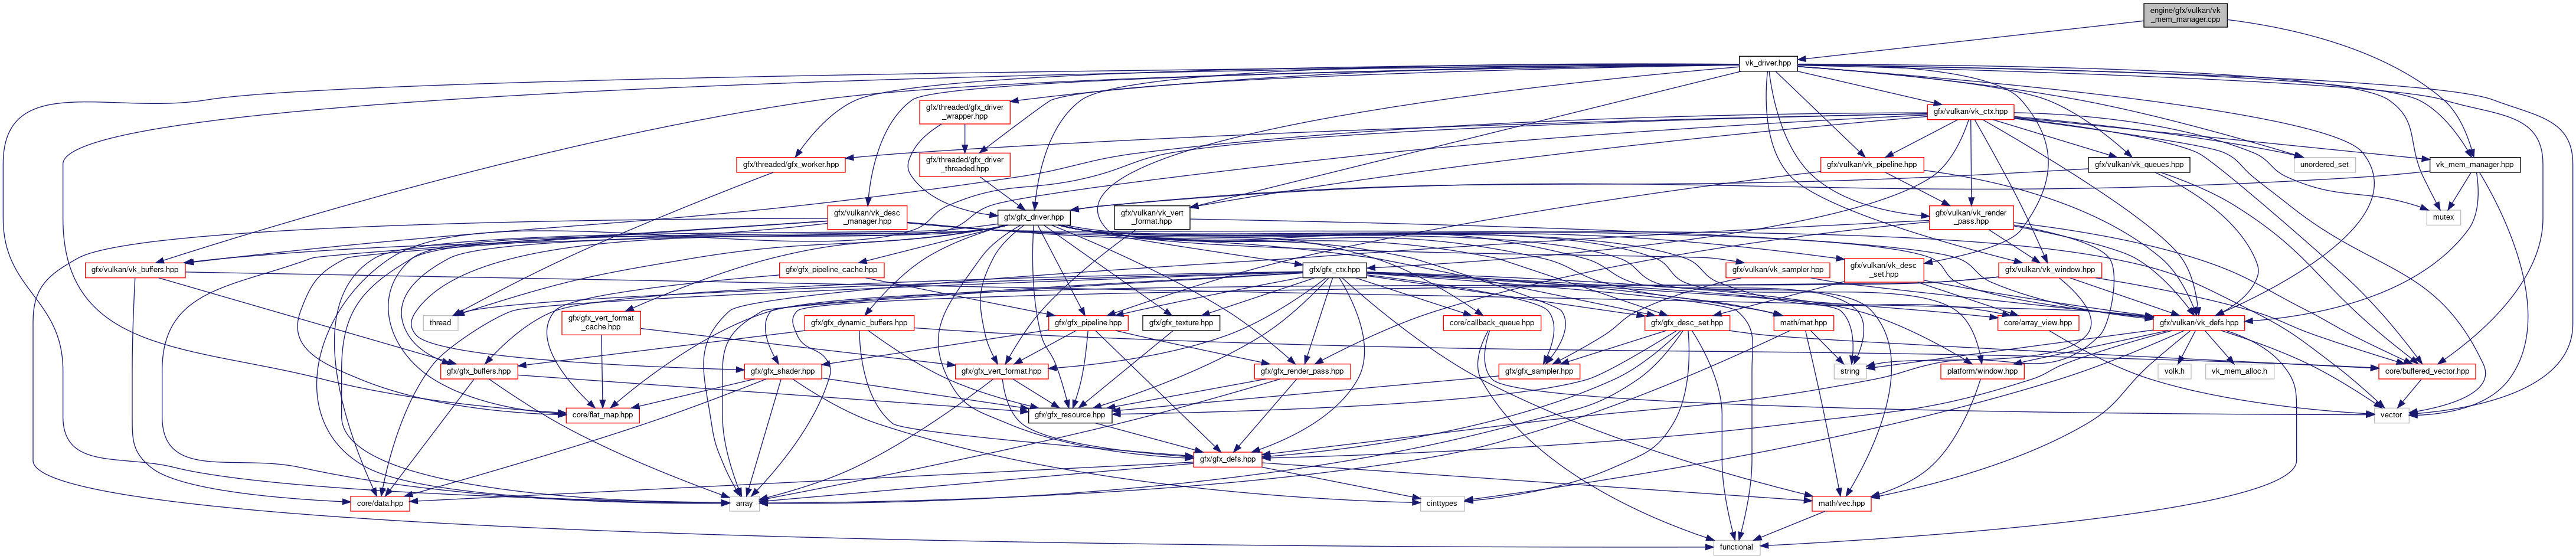 engine/gfx/vulkan/vk
_mem_manager.cpp
vk_driver.hpp
gfx/threaded/gfx_driver
_wrapper.hpp
gfx/vulkan/vk_ctx.hpp
gfx/threaded/gfx_worker.hpp
gfx/threaded/gfx_driver
_threaded.hpp
gfx/vulkan/vk_pipeline.hpp
gfx/vulkan/vk_queues.hpp
unordered_set
vk_mem_manager.hpp
gfx/vulkan/vk_desc
_manager.hpp
gfx/gfx_driver.hpp
gfx/vulkan/vk_vert
_format.hpp
gfx/vulkan/vk_render
_pass.hpp
mutex
gfx/vulkan/vk_buffers.hpp
gfx/gfx_pipeline_cache.hpp
gfx/gfx_ctx.hpp
gfx/vulkan/vk_sampler.hpp
gfx/vulkan/vk_desc
_set.hpp
gfx/vulkan/vk_window.hpp
thread
gfx/gfx_vert_format
_cache.hpp
gfx/gfx_dynamic_buffers.hpp
gfx/gfx_pipeline.hpp
gfx/gfx_texture.hpp
core/callback_queue.hpp
math/mat.hpp
gfx/gfx_desc_set.hpp
core/array_view.hpp
gfx/vulkan/vk_defs.hpp
gfx/gfx_buffers.hpp
gfx/gfx_shader.hpp
gfx/gfx_vert_format.hpp
gfx/gfx_render_pass.hpp
gfx/gfx_sampler.hpp
string
platform/window.hpp
volk.h
vk_mem_alloc.h
core/buffered_vector.hpp
core/flat_map.hpp
gfx/gfx_resource.hpp
vector
gfx/gfx_defs.hpp
core/data.hpp
array
cinttypes
math/vec.hpp
functional